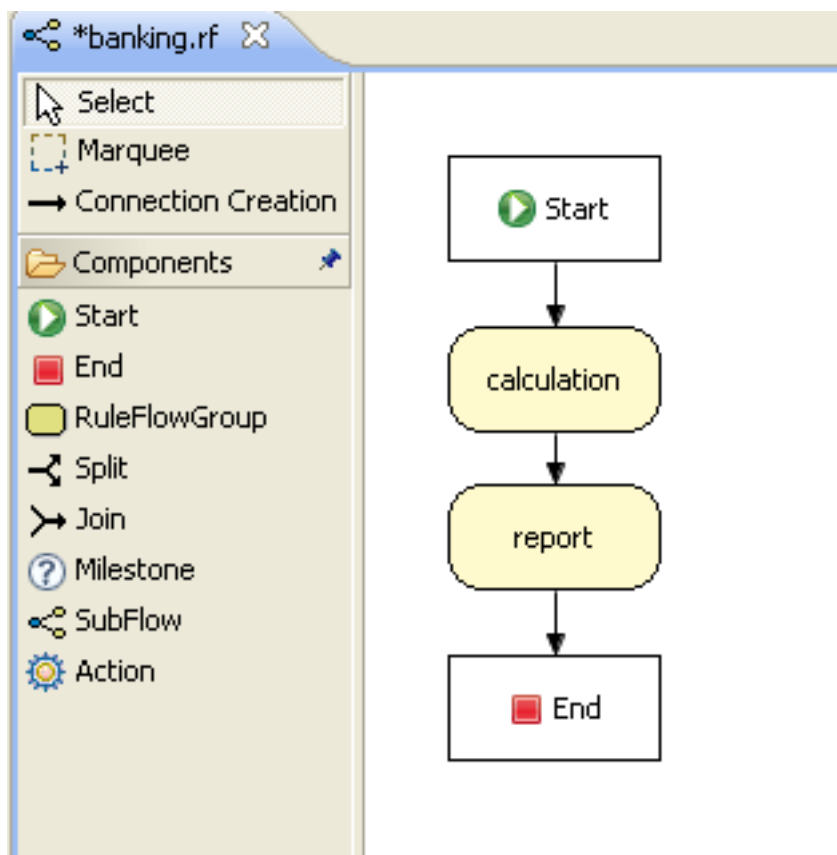 *banking.rf
Select
Marquee
Connection Creation
Components
Start
End
RuleFlowGroup
Split
Join
Milestone
SubFlow
Action
Start
calculation
report
End